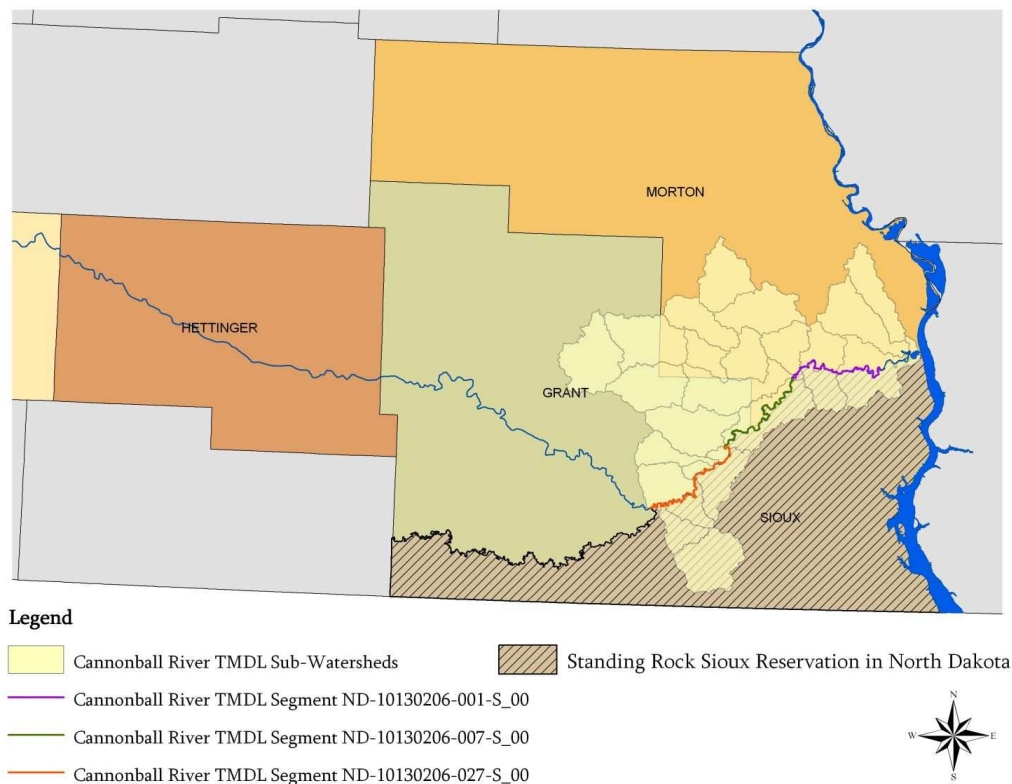 MORTON
HETTINGER
GRANT
SIOUX
Legend
Cannonball River TMDL Sub-Watersheds
Standing Rock Sioux Reservation in North Dakota
Cannonball River TMDL Segment ND-10130206-001-S_00
Cannonball River TMDL Segment ND-10130206-007-S_00
Cannonball River TMDL Segment ND-10130206-027-S_00
N
W
E
S